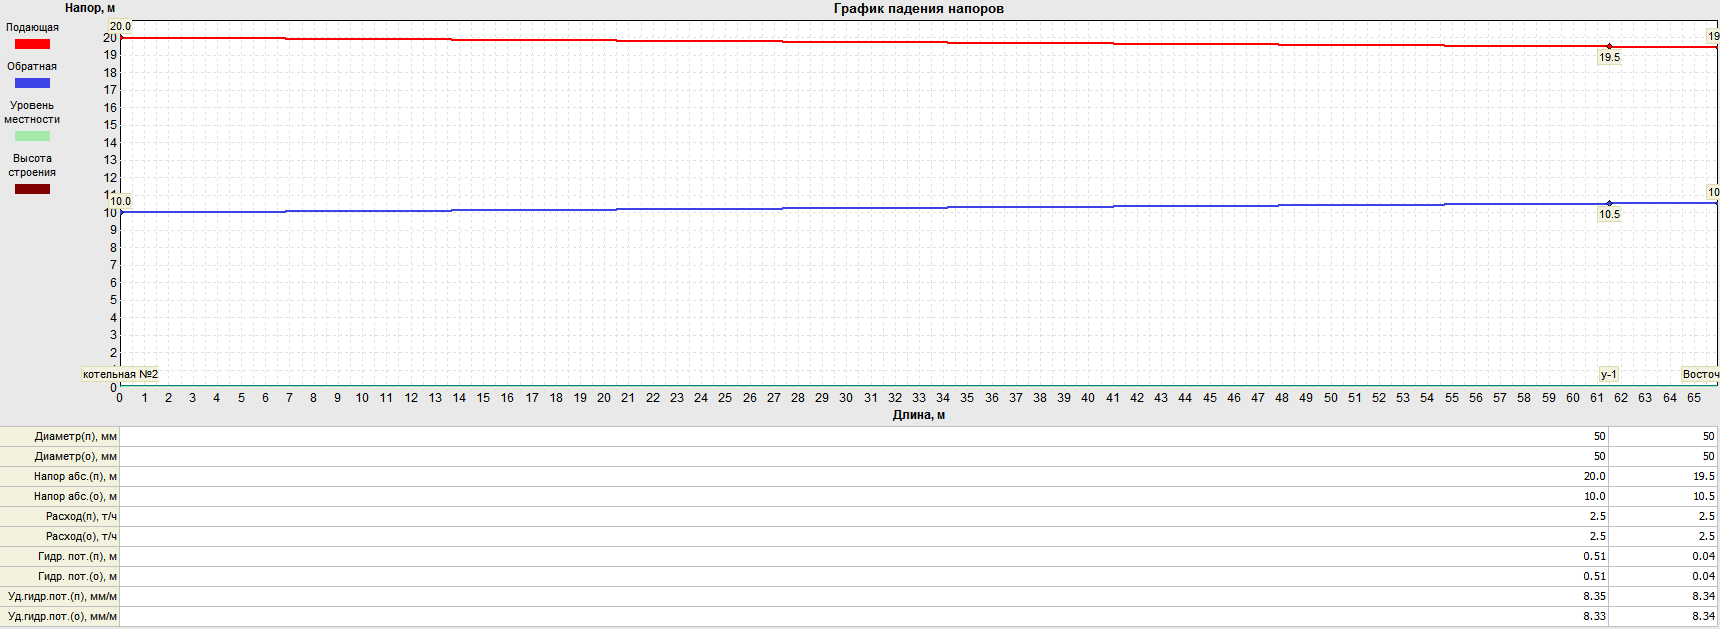 График падения напоров
Напор, м
Подающая
Обратная
Уровень
местности
Высота
строения
20.0
20
19
18
17
16
15
14
13
12
11
10.0
10
9
8
7
6
5
4
3
2
0
19.5
10.5
19
10
котельная №2
у-1
Восточ
0 1 2 3 4 5 6 7 8 9 10 11 12 13 14 15 16 17 18 19 20 21 22 23 24 25 26 27 28 29 30 31 32 33 34 35 36 37 38 39 40 41 42 43 44 45 46 47 48 49 50 51 52 53 54 55 56 57 58 59 60 61 62 63 64 65
Длина, м
Диаметр(п), мм 50 50
Диаметр(о), мм 50 50
Напор абс.(п), м 20.0 19.5
Напор абс.(о), м 10.0 10.5
Расход(п), т/ч 2.5 2.5
Расход(о), т/ч 2.5 2.5
Гидр. пот.(п), м 0.51 0.04
Гидр. пот.(о), м 0.51 0.04
Уд.гидр.пот.(п), мм/м 8.35 8.34
Уд.гидр.пот.(о), мм/м 8.33 8.34